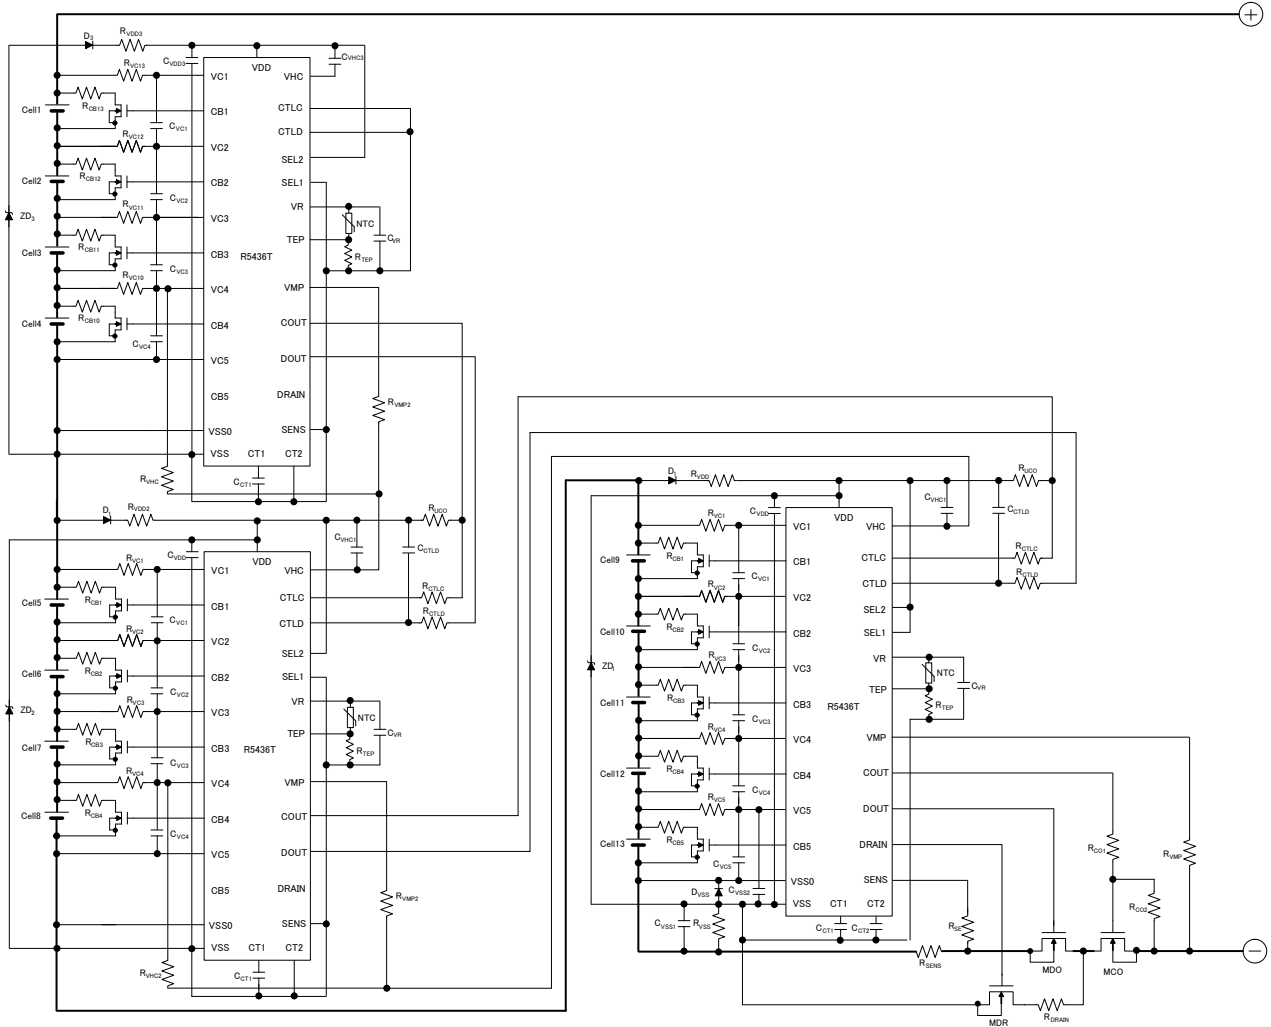 +
D3
RVDD3
CVDD3
CVHC3
RVC13
VC1
VDD
VHC
Cell1
RCB13
CB1
CTLC
CVC1
CTLD
RVC12
VC2
SEL2
Cell2
RCB12
CB2
SEL1
CVC2
RVC11
VC3
VR
ZD3
NTC
CVR
TEP
Cell3
RCB11
CB3
R5436T
RTEP
CVC3
RVC10
VC4
VMP
Cell4
RCB10
CB4
COUT
CVC4
VC5
DOUT
CB5
DRAIN
RVMP2
VSS0
SENS
VSS
CT1
CT2
RVHC
CCT1
D1
RVDD2
RUCO
CVDD
CVHC1
CCTLD
RVC1
VC1
VDD
VHC
Cell5
RCB1
CB1
CTLC
RCTLC
CVC1
CTLD
RCTLD
RVC2
VC2
SEL2
Cell6
RCB2
CB2
SEL1
CVC2
RVC3
VC3
VR
ZD2
NTC
CVR
TEP
Cell7
RCB3
CB3
R5436T
RTEP
CVC3
RVC4
VC4
VMP
Cell8
RCB4
CB4
COUT
CVC4
VC5
DOUT
CB5
DRAIN
RVMP2
VSS0
SENS
VSS
CT1
CT2
RVHC2
CCT1
D1
RVDD
RUCO
CVDD
CVHC1
CCTLD
RVC1
VC1
VDD
VHC
Cell9
RCB1
CB1
CTLC
RCTLC
CVC1
CTLD
RCTLD
RVC2
VC2
SEL2
Cell10
RCB2
CB2
SEL1
CVC2
RVC3
VC3
VR
ZD1
NTC
CVR
TEP
Cell11
RCB3
CB3
R5436T
RTEP
CVC3
RVC4
VC4
VMP
Cell12
RCB4
CB4
COUT
CVC4
RVC5
VC5
DOUT
Cell13
RCB5
CB5
DRAIN
RCO1
RVMP
CVC5
VSS0
SENS
DVSS
CVSS2
VSS
CT1
CT2
RCO2
CVSS1
RVSS
CCT1
CCT2
RSE
RSENS
MDO
MCO
−
MDR
RDRAIN